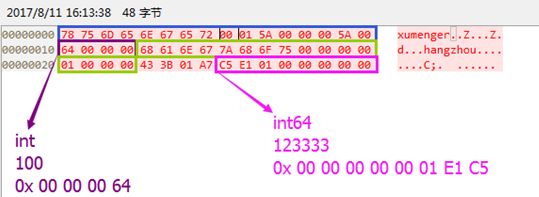 2017/8/11 16:13:38 48 字节
00000000 78 75 6D 65 6E 67 65 72 00 01 5A 00 00 00 5A 00 xumenger..Z...Z.
00000010 64 00 00 00 68 61 6E 67 7A 68 6F 75 00 00 00 00 d...hangzhou....
00000020 01 00 00 00 43 3B 01 A7 C5 E1 01 00 00 00 00 00 ....C;.
int
100
0x 00 00 00 64
int64
123333
0x 00 00 00 00 00 01 E1 C5